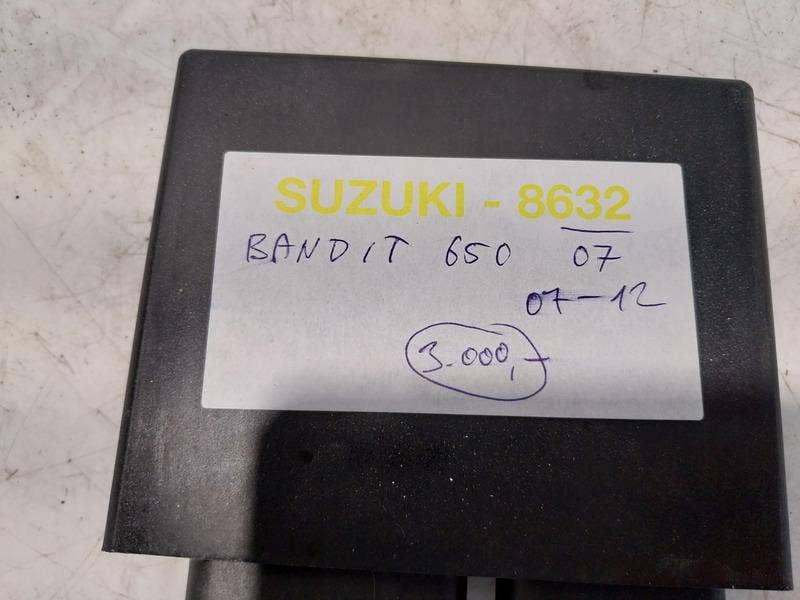 SUZUKI - 8632
BANDIT 650 07
07-12
3.000,-